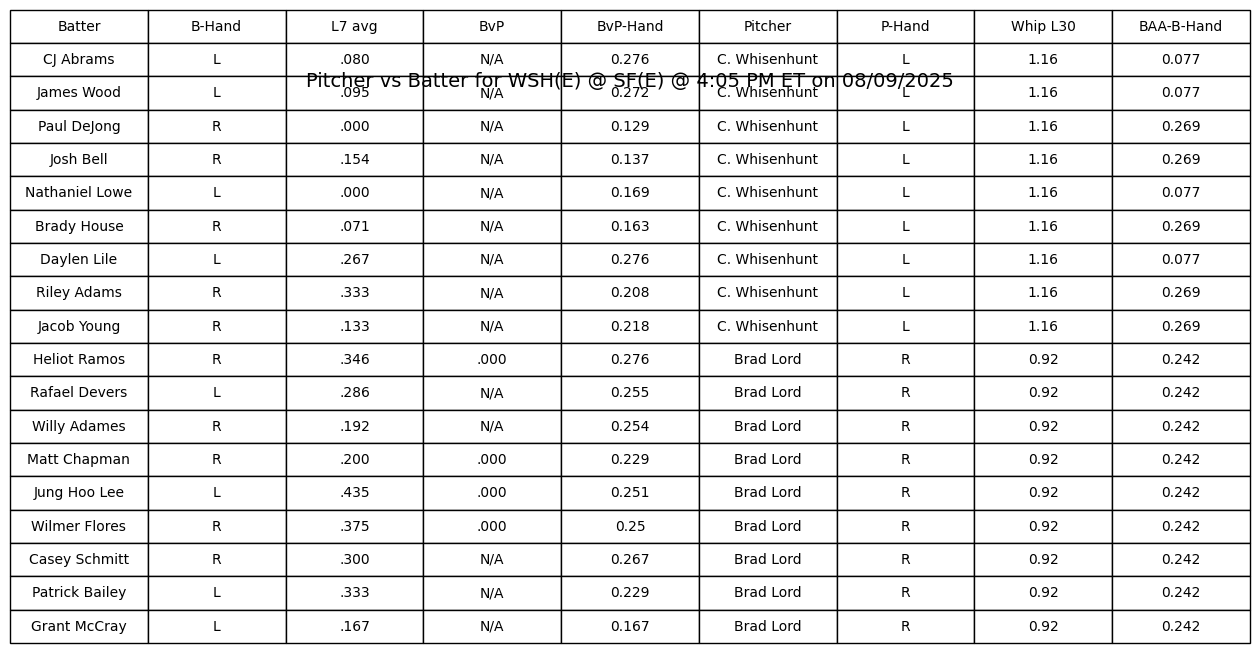 Batter B-Hand L7 avg BvP BvP-Hand Pitcher P-Hand Whip L30 BAA-B-Hand
CJ Abrams L .080 N/A 0.276 C. Whisenhunt L 1.16 0.077
Pitcher vs Batter for WSH(E) @ SF(E) @ 4:05 PM ET on 08/09/2025
James Wood L .095 N/A 0.272 C. Whisenhunt L 1.16 0.077
Paul DeJong R .000 N/A 0.129 C. Whisenhunt L 1.16 0.269
Josh Bell R .154 N/A 0.137 C. Whisenhunt L 1.16 0.269
Nathaniel Lowe L .000 N/A 0.169 C. Whisenhunt L 1.16 0.077
Brady House R .071 N/A 0.163 C. Whisenhunt L 1.16 0.269
Daylen Lile L .267 N/A 0.276 C. Whisenhunt L 1.16 0.077
Riley Adams R .333 N/A 0.208 C. Whisenhunt L 1.16 0.269
Jacob Young R .133 N/A 0.218 C. Whisenhunt L 1.16 0.269
Heliot Ramos R .346 .000 0.276 Brad Lord R 0.92 0.242
Rafael Devers L .286 N/A 0.255 Brad Lord R 0.92 0.242
Willy Adames R .192 N/A 0.254 Brad Lord R 0.92 0.242
Matt Chapman R .200 .000 0.229 Brad Lord R 0.92 0.242
Jung Hoo Lee L .435 .000 0.251 Brad Lord R 0.92 0.242
Wilmer Flores R .375 .000 0.25 Brad Lord R 0.92 0.242
Casey Schmitt R .300 N/A 0.267 Brad Lord R 0.92 0.242
Patrick Bailey L .333 N/A 0.229 Brad Lord R 0.92 0.242
Grant McCray L .167 N/A 0.167 Brad Lord R 0.92 0.242